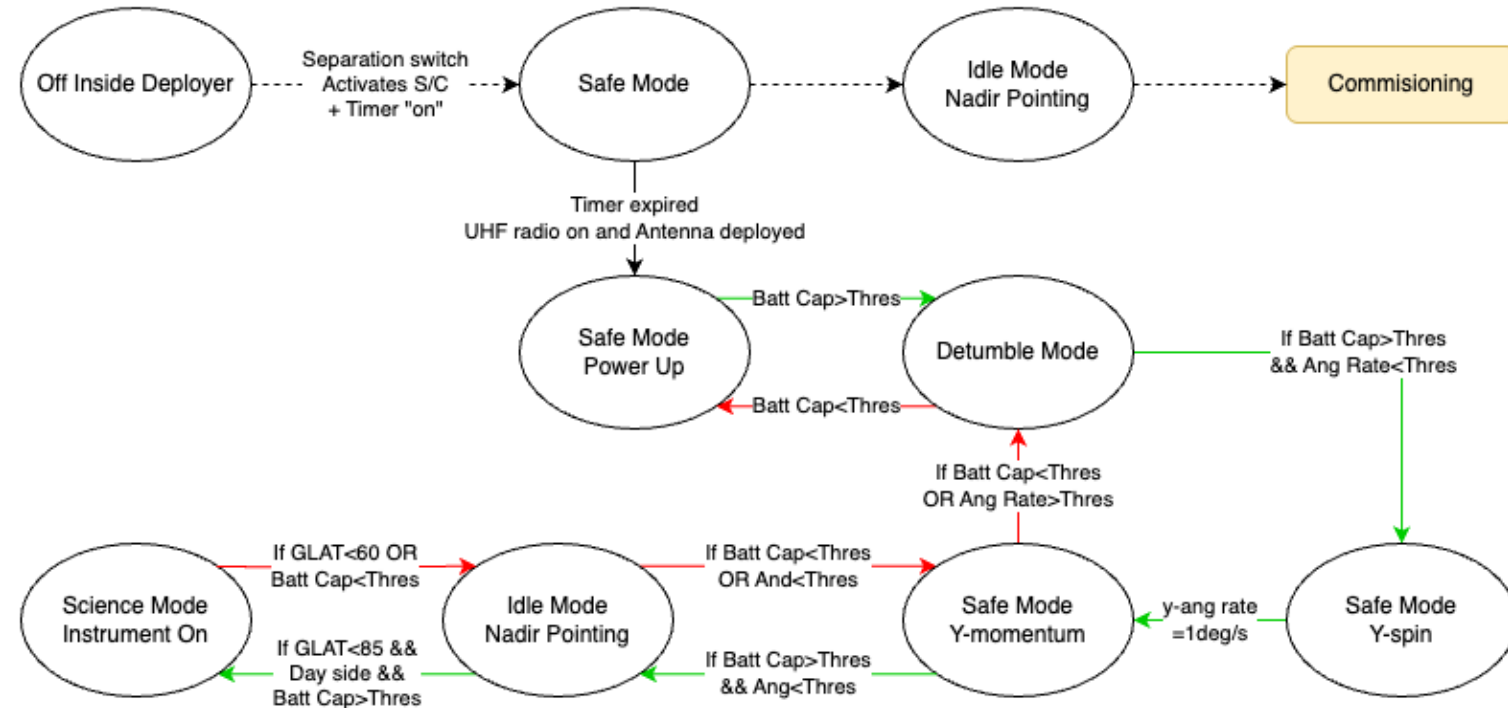 Off Inside Deployer
Separation switch
Activates S/C
+ Timer "on"
Safe Mode
Idle Mode
Nadir Pointing
Commisioning
Timer expired
UHF radio on and Antenna deployed
Safe Mode
Power Up
Batt Cap>Thres
Batt Cap<Thres
Detumble Mode
If Batt Cap>Thres
&& Ang Rate<Thres
If Batt Cap<Thres
OR Ang Rate>Thres
Science Mode
Instrument On
If GLAT<60 OR
Batt Cap<Thres
If GLAT<85 &&
Day side &&
Batt Cap>Thres
Idle Mode
Nadir Pointing
If Batt Cap<Thres
OR And<Thres
If Batt Cap>Thres
&& Ang<Thres
Safe Mode
Y-momentum
y-ang rate
=1deg/s
Safe Mode
Y-spin